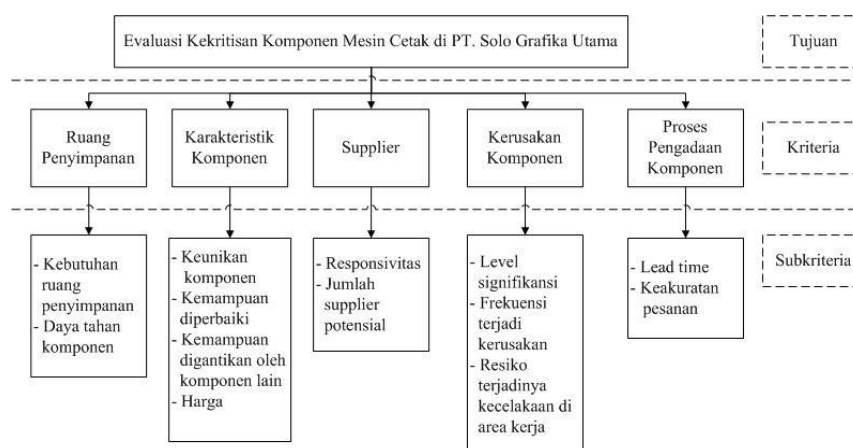 Evaluasi Kekritisan Komponen Mesin Cetak di PT. Solo Grafika Utama
Tujuan
Ruang
Penyimpanan
Karakteristik
Komponen
Supplier
Kerusakan
Komponen
Proses
Pengadaan
Komponen
Kriteria
- Kebutuhan
ruang
penyimpanan
- Daya tahan
komponen
- Keunikan
komponen
- Kemampuan
diperbaiki
- Kemampuan
digantikan oleh
komponen lain
- Harga
- Responsivitas
- Jumlah
supplier
potensial
- Level
signifikansi
- Frekuensi
terjadi
kerusakan
- Resiko
terjadinya
kecelakaan di
area kerja
- Lead time
- Keakuratan
pesanan
Subkriteria